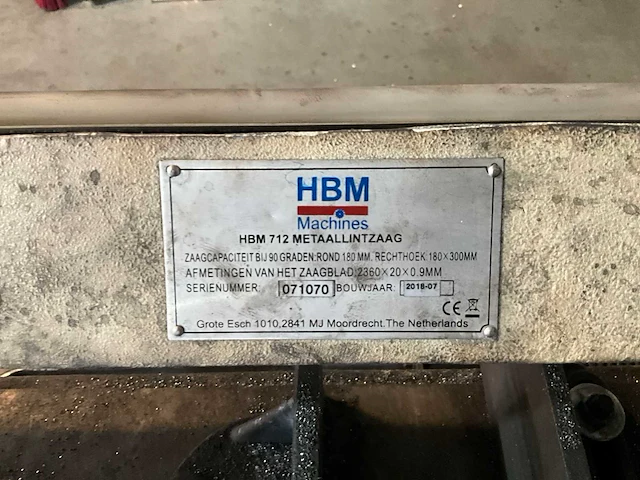 HBM
Machines
HBM 712 METAALLINTZAAG
ZAAGCAPACITEIT BIJ 90 GRADEN:ROND 180 MM, RECHTHOEK:180×300MM
AFMETINGEN VAN HET ZAAGBLAD:2360×20×0.9MM
SERIENUMMER: 071070 BOUWJAAR: 2018-07
CE
Grote Esch 1010,2841 MJ Moordrecht.The Netherlands